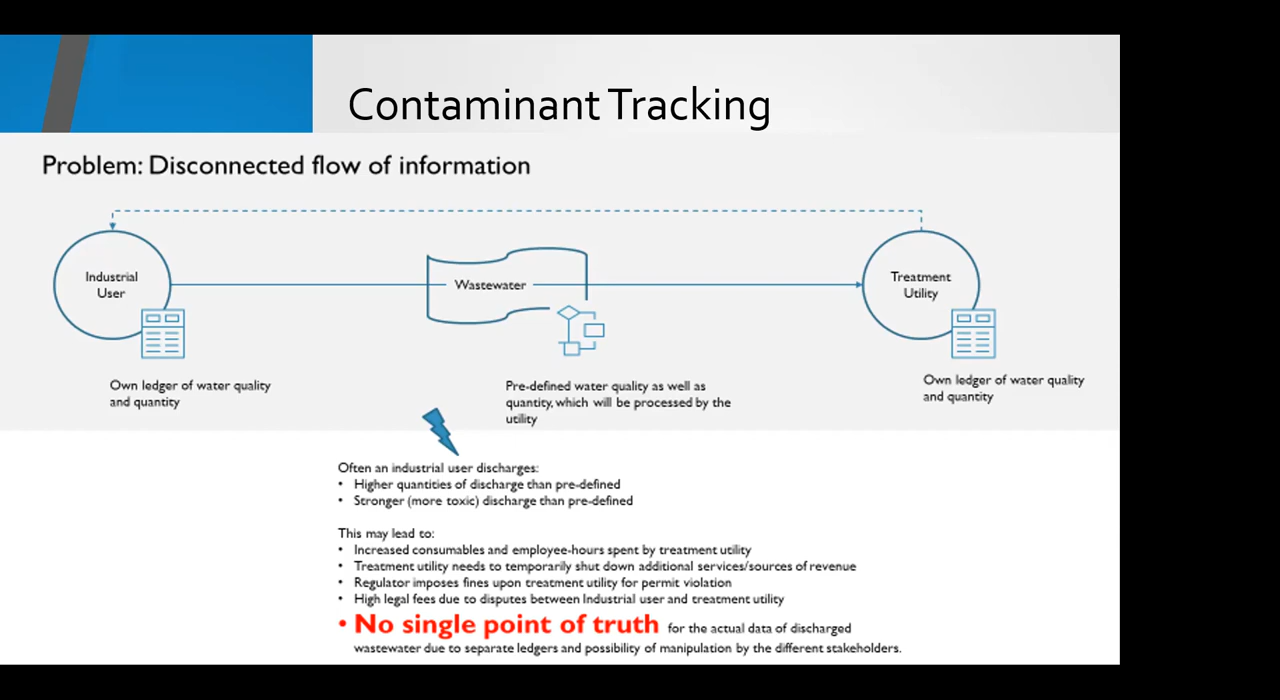 Contaminant Tracking
Problem: Disconnected flow of information
Industrial
User
Wastewater
Treatment
Utility
Own ledger of water quality
and quantity
Pre-defined water quality as well as
quantity, which will be processed by the
utility
Own ledger of water quality
and quantity
Often an industrial user discharges:
• Higher quantities of discharge than pre-defined
• Stronger (more toxic) discharge than pre-defined
This may lead to:
• Increased consumables and employee-hours spent by treatment utility
• Treatment utility needs to temporarily shut down additional services/sources of revenue
• Regulator imposes fines upon treatment utility for permit violation
• High legal fees due to disputes between Industrial user and treatment utility
• No single point of truth for the actual data of discharged
wastewater due to separate ledgers and possibility of manipulation by the different stakeholders.